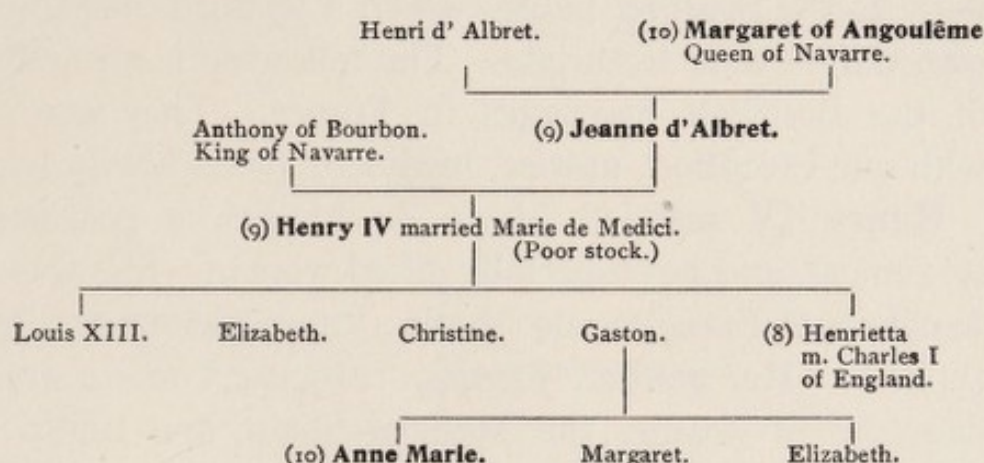 Henri d' Albret. (10) Margaret of Angoulême
Queen of Navarre.
Anthony of Bourbon. (9) Jeanne d'Albret.
King of Navarre.
(9) Henry IV married Marie de Medici.
(Poor stock.)
Louis XIII. Elizabeth. Christine. Gaston. (8) Henrietta
m. Charles I
of England.
(10) Anne Marie. Margaret. Elizabeth.